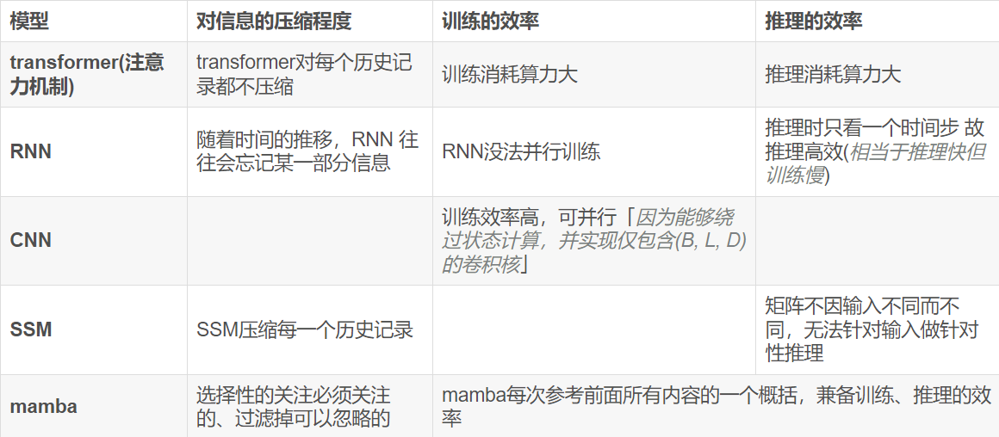 模型 对信息的压缩程度 训练的效率 推理的效率
transformer(注意
力机制)
transformer对每个历史记
录都不压缩
训练消耗算力大
推理消耗算力大
RNN
随着时间的推移，RNN 往
往会忘记某一部分信息
RNN没法并行训练
推理时只看一个时间步 故
推理高效(相当于推理快但
训练慢)
CNN
训练效率高，可并行「因为能够绕
过状态计算，并实现仅包含(B, L, D)
的卷积核」
SSM
SSM压缩每一个历史记录
矩阵不因输入不同而不
同，无法针对输入做针对
性推理
mamba
选择性的关注必须关注
的、过滤掉可以忽略的
mamba每次参考前面所有内容的一个概括，兼备训练、推理的效
率